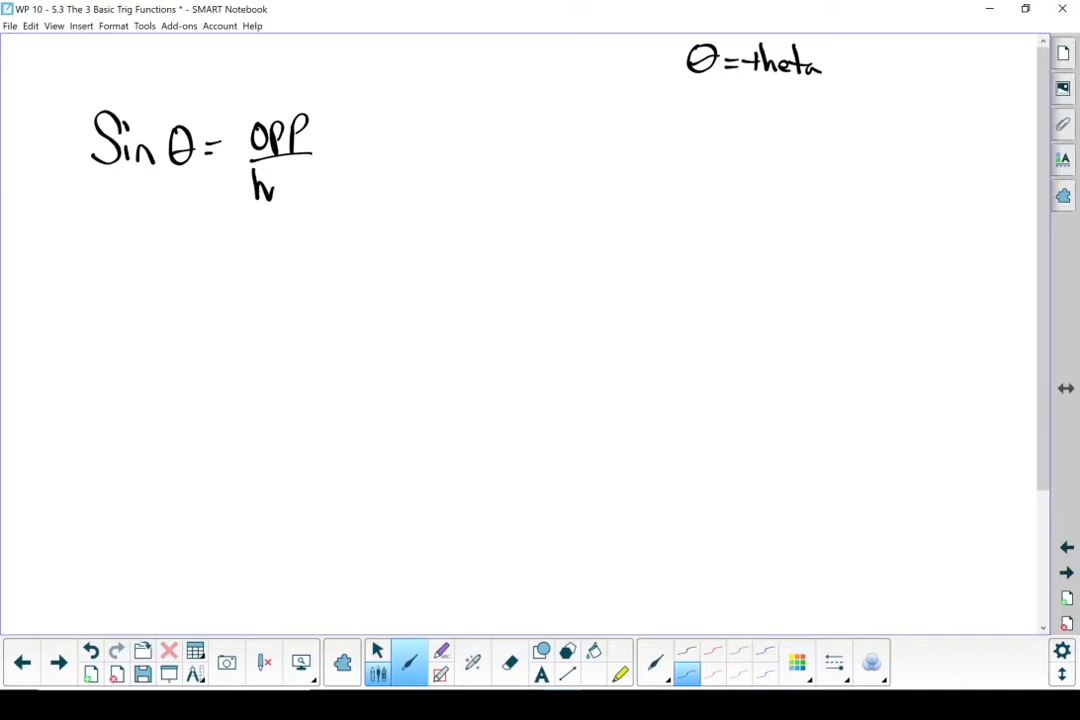 WP 10 - 5.3 The 3 Basic Trig Functions * - SMART Notebook
File Edit View Insert Format Tools Add-ons Account Help
θ = theta
Sin θ = opp
h